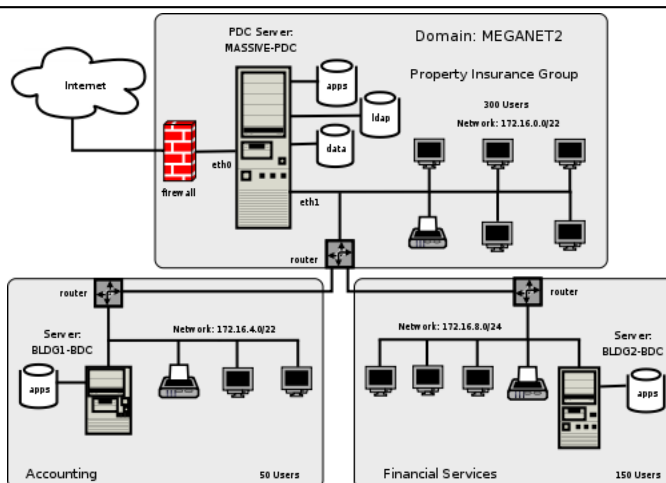 PDC Server:
MASSIVE-PDC
Domain: MEGANET2
Property Insurance Group
Internet
apps
ldap
data
300 Users
Network: 172.16.0.0/22
eth0
firewall
eth1
router
router
Network: 172.16.4.0/22
Server:
BLDG1-BDC
apps
Accounting
50 Users
router
Network: 172.16.8.0/24
Server:
BLDG2-BDC
apps
Financial Services
150 Users